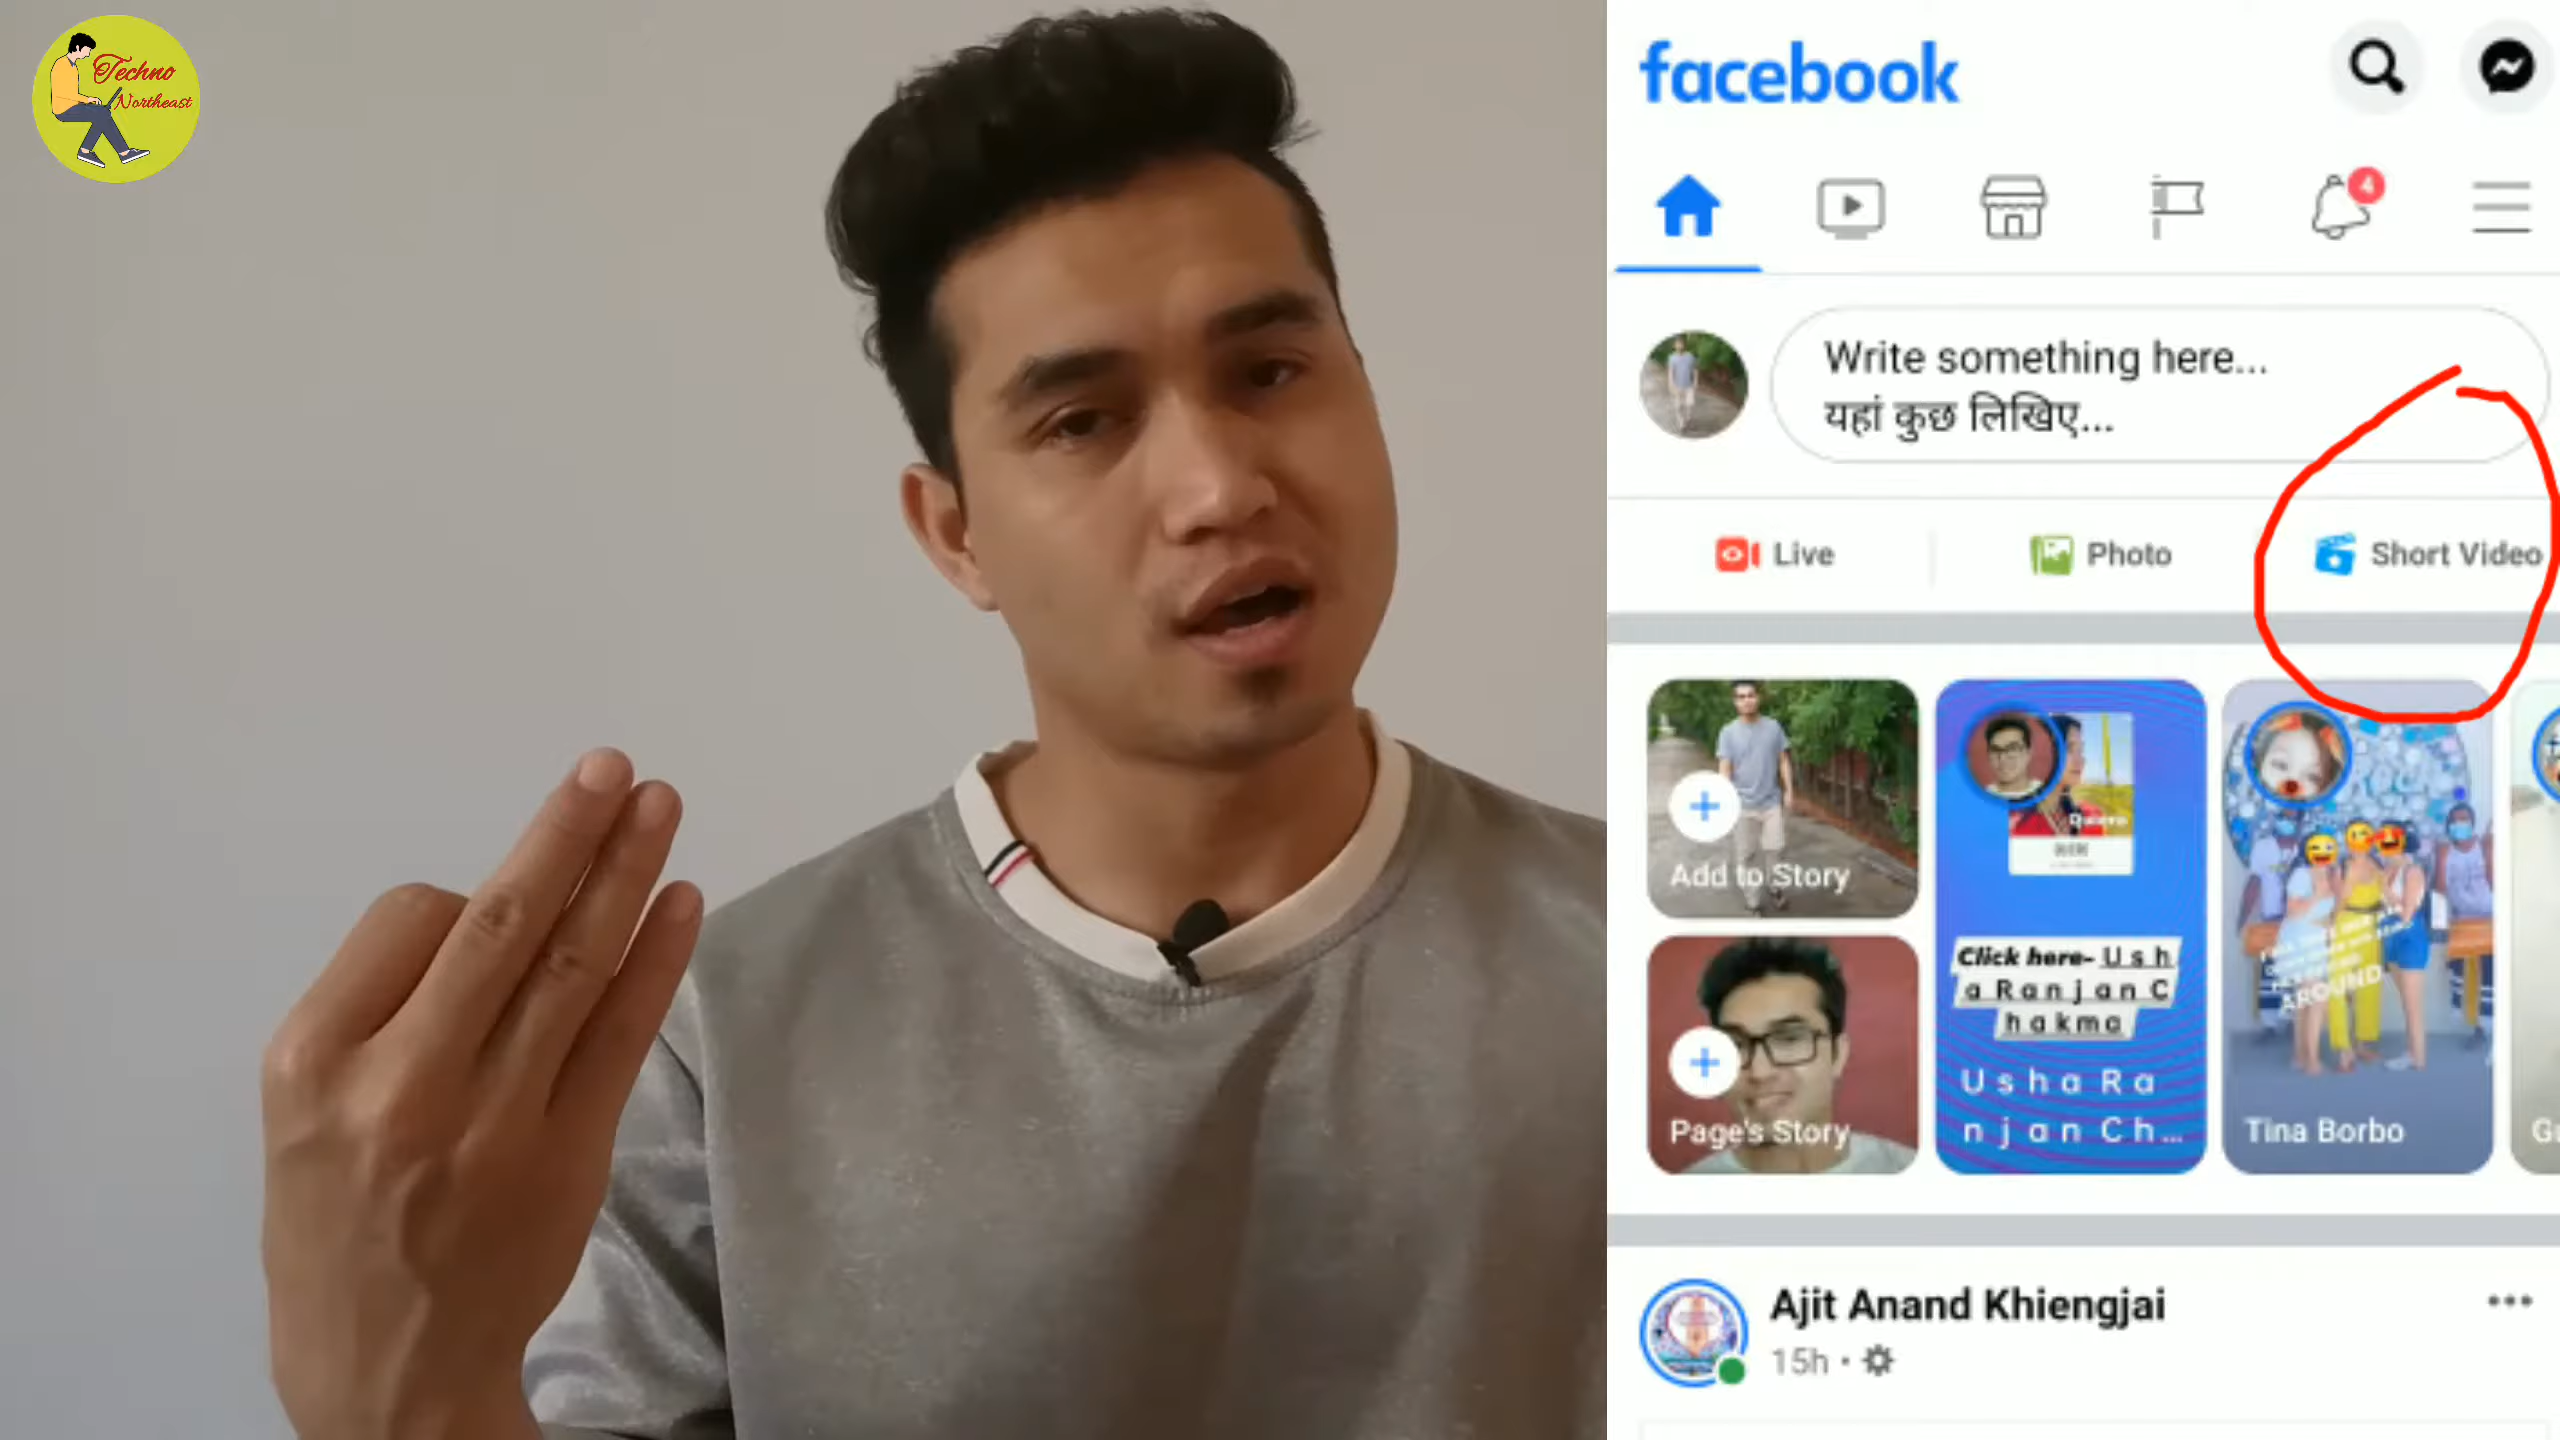 Techno
Northeast
facebook
4
Write something here...
यहां कुछ लिखिए...
Live
Photo
Short Video
Add to Story
Click here- U s h
a R a n j a n C
h a k m a
U s h a R a
n j a n C h ...
Page's Story
AROUND
Tina Borbo
Ajit Anand Khiengjai
15h